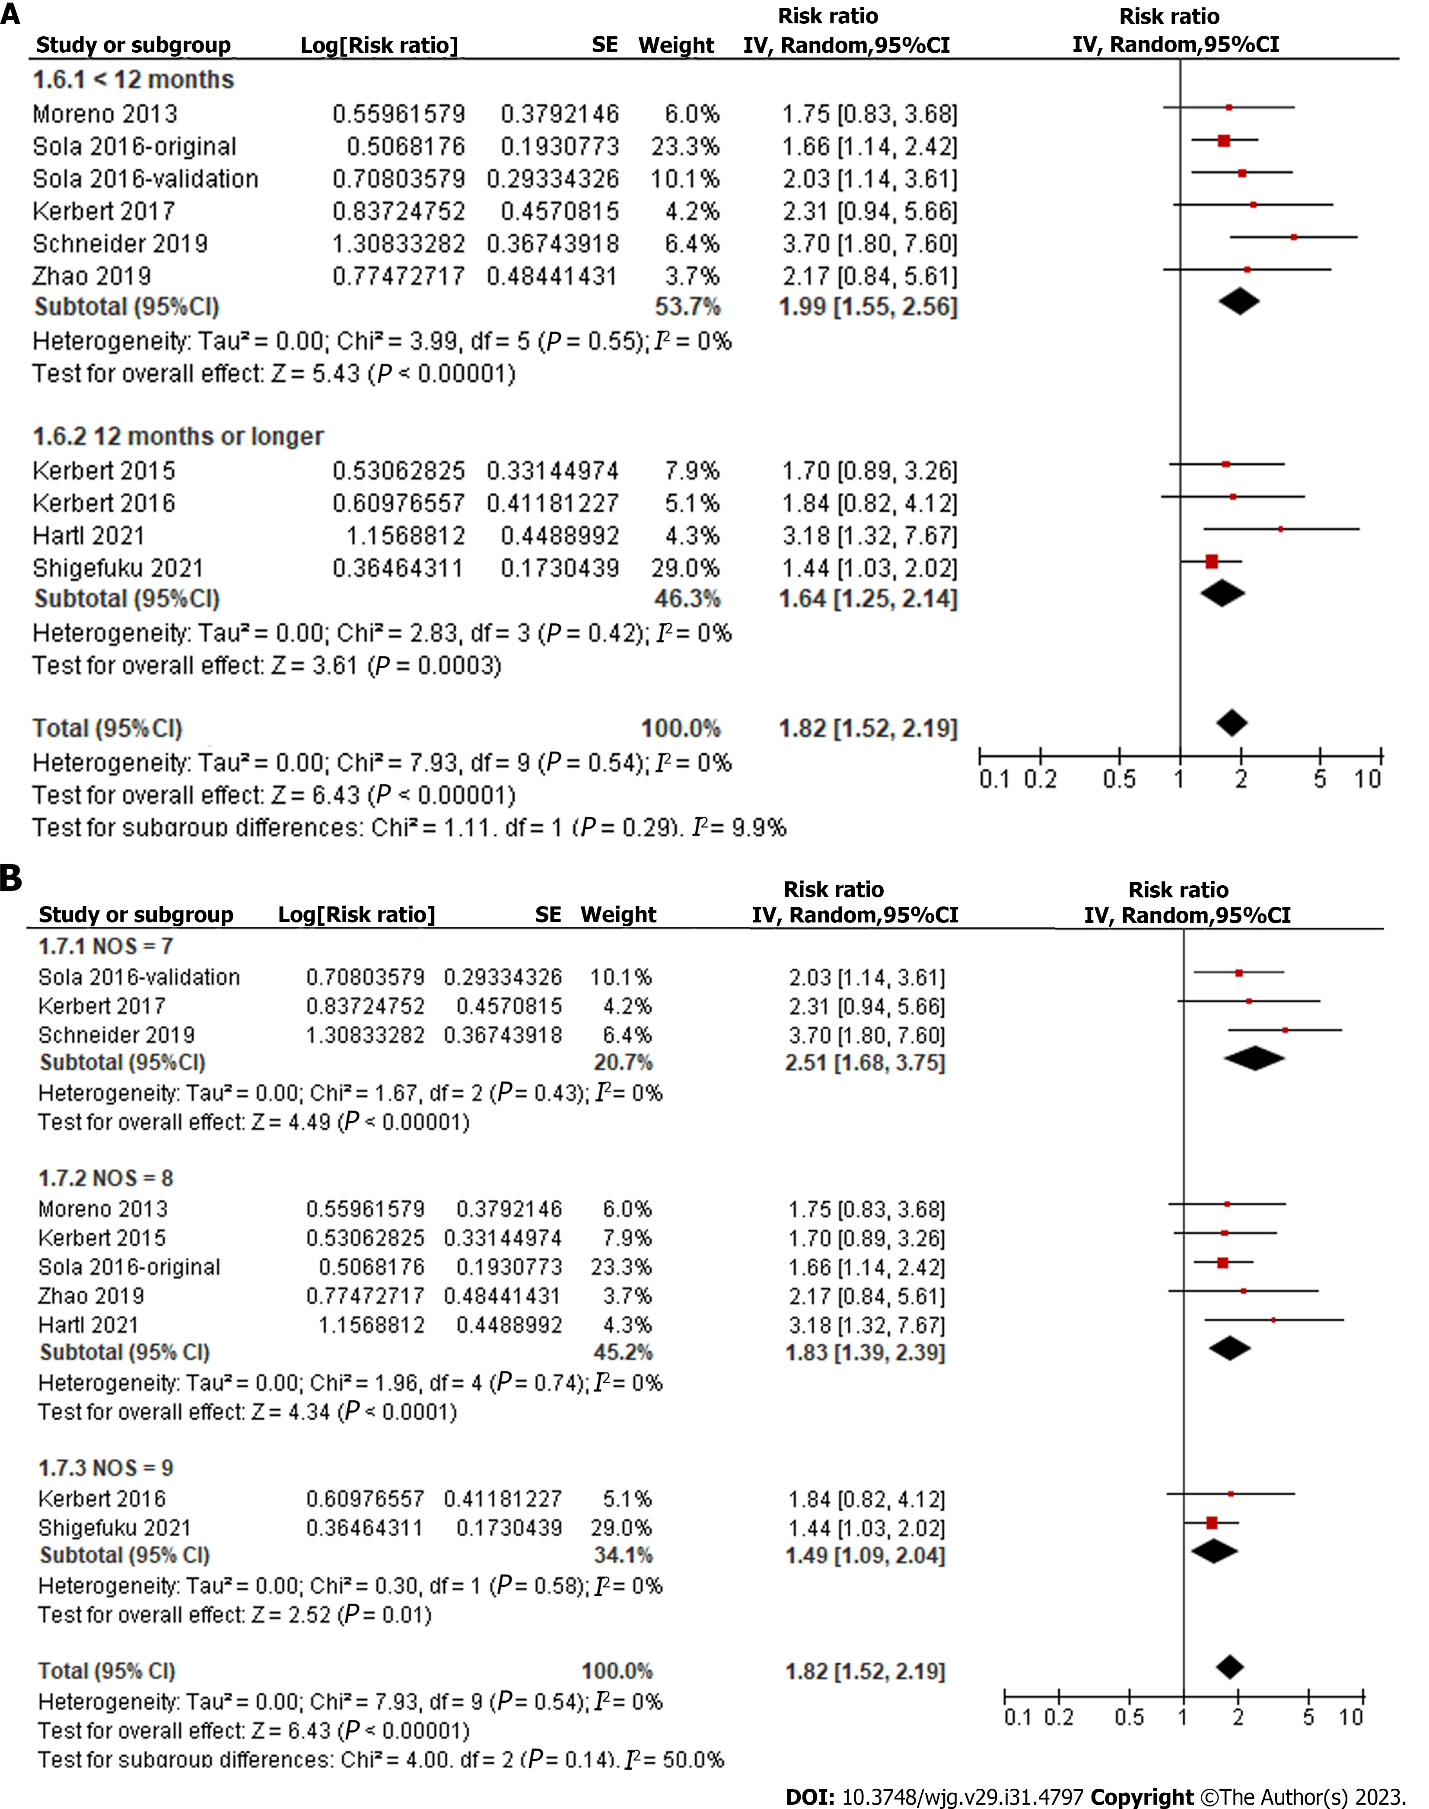 A
Risk ratio Risk ratio
Study or subgroup Log[Risk ratio] SE Weight IV, Random,95%CI IV, Random,95%CI
1.6.1 < 12 months
Moreno 2013 0.55961579 0.3792146 6.0% 1.75 [0.83, 3.68]
Sola 2016-original 0.5068176 0.1930773 23.3% 1.66 [1.14, 2.42]
Sola 2016-validation 0.70803579 0.29334326 10.1% 2.03 [1.14, 3.61]
Kerbert 2017 0.83724752 0.4570815 4.2% 2.31 [0.94, 5.66]
Schneider 2019 1.30833282 0.36743918 6.4% 3.70 [1.80, 7.60]
Zhao 2019 0.77472717 0.48441431 3.7% 2.17 [0.84, 5.61]
Subtotal (95%CI) 53.7% 1.99 [1.55, 2.56]
Heterogeneity: Tau² = 0.00; Chi² = 3.99, df = 5 (P = 0.55); I² = 0%
Test for overall effect: Z = 5.43 (P < 0.00001)
1.6.2 12 months or longer
Kerbert 2015 0.53062825 0.33144974 7.9% 1.70 [0.89, 3.26]
Kerbert 2016 0.60976557 0.41181227 5.1% 1.84 [0.82, 4.12]
Hartl 2021 1.1568812 0.4488992 4.3% 3.18 [1.32, 7.67]
Shigefuku 2021 0.36464311 0.1730439 29.0% 1.44 [1.03, 2.02]
Subtotal (95%CI) 46.3% 1.64 [1.25, 2.14]
Heterogeneity: Tau² = 0.00; Chi² = 2.83, df = 3 (P = 0.42); I² = 0%
Test for overall effect: Z = 3.61 (P = 0.0003)
Total (95%CI) 100.0% 1.82 [1.52, 2.19]
Heterogeneity: Tau² = 0.00; Chi² = 7.93, df = 9 (P = 0.54); I² = 0%
0.1 0.2 0.5 1 2 5 10
Test for overall effect: Z = 6.43 (P < 0.00001)
Test for subgroup differences: Chi² = 1.11. df = 1 (P = 0.29). I² = 9.9%
B
Risk ratio Risk ratio
Study or subgroup Log[Risk ratio] SE Weight IV, Random,95%CI IV, Random,95%CI
1.7.1 NOS = 7
Sola 2016-validation 0.70803579 0.29334326 10.1% 2.03 [1.14, 3.61]
Kerbert 2017 0.83724752 0.4570815 4.2% 2.31 [0.94, 5.66]
Schneider 2019 1.30833282 0.36743918 6.4% 3.70 [1.80, 7.60]
Subtotal (95%CI) 20.7% 2.51 [1.68, 3.75]
Heterogeneity: Tau² = 0.00; Chi² = 1.67, df = 2 (P = 0.43); I² = 0%
Test for overall effect: Z = 4.49 (P < 0.00001)
1.7.2 NOS = 8
Moreno 2013 0.55961579 0.3792146 6.0% 1.75 [0.83, 3.68]
Kerbert 2015 0.53062825 0.33144974 7.9% 1.70 [0.89, 3.26]
Sola 2016-original 0.5068176 0.1930773 23.3% 1.66 [1.14, 2.42]
Zhao 2019 0.77472717 0.48441431 3.7% 2.17 [0.84, 5.61]
Hartl 2021 1.1568812 0.4488992 4.3% 3.18 [1.32, 7.67]
Subtotal (95% CI) 45.2% 1.83 [1.39, 2.39]
Heterogeneity: Tau² = 0.00; Chi² = 1.96, df = 4 (P = 0.74); I² = 0%
Test for overall effect: Z = 4.34 (P < 0.0001)
1.7.3 NOS = 9
Kerbert 2016 0.60976557 0.41181227 5.1% 1.84 [0.82, 4.12]
Shigefuku 2021 0.36464311 0.1730439 29.0% 1.44 [1.03, 2.02]
Subtotal (95% CI) 34.1% 1.49 [1.09, 2.04]
Heterogeneity: Tau² = 0.00; Chi² = 0.30, df = 1 (P = 0.58); I² = 0%
Test for overall effect: Z = 2.52 (P = 0.01)
Total (95% CI) 100.0% 1.82 [1.52, 2.19]
Heterogeneity: Tau² = 0.00; Chi² = 7.93, df = 9 (P = 0.54); I² = 0%
0.1 0.2 0.5 1 2 5 10
Test for overall effect: Z = 6.43 (P < 0.00001)
Test for subgroup differences: Chi² = 4.00. df = 2 (P = 0.14). I² = 50.0%
DOI: 10.3748/wjg.v29.i31.4797 Copyright ©The Author(s) 2023.